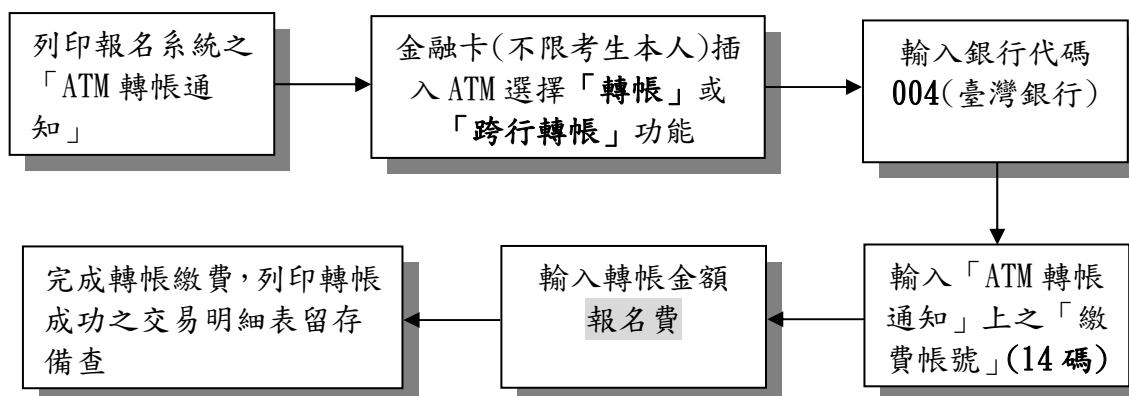 列印報名系統之
「ATM 轉帳通
知」
金融卡(不限考生本人)插
入 ATM 選擇「轉帳」或
「跨行轉帳」功能
輸入銀行代碼
004(臺灣銀行)
輸入「ATM 轉帳
通知」上之「繳
費帳號」(14 碼)
輸入轉帳金額
報名費
完成轉帳繳費,列印轉帳
成功之交易明細表留存
備查